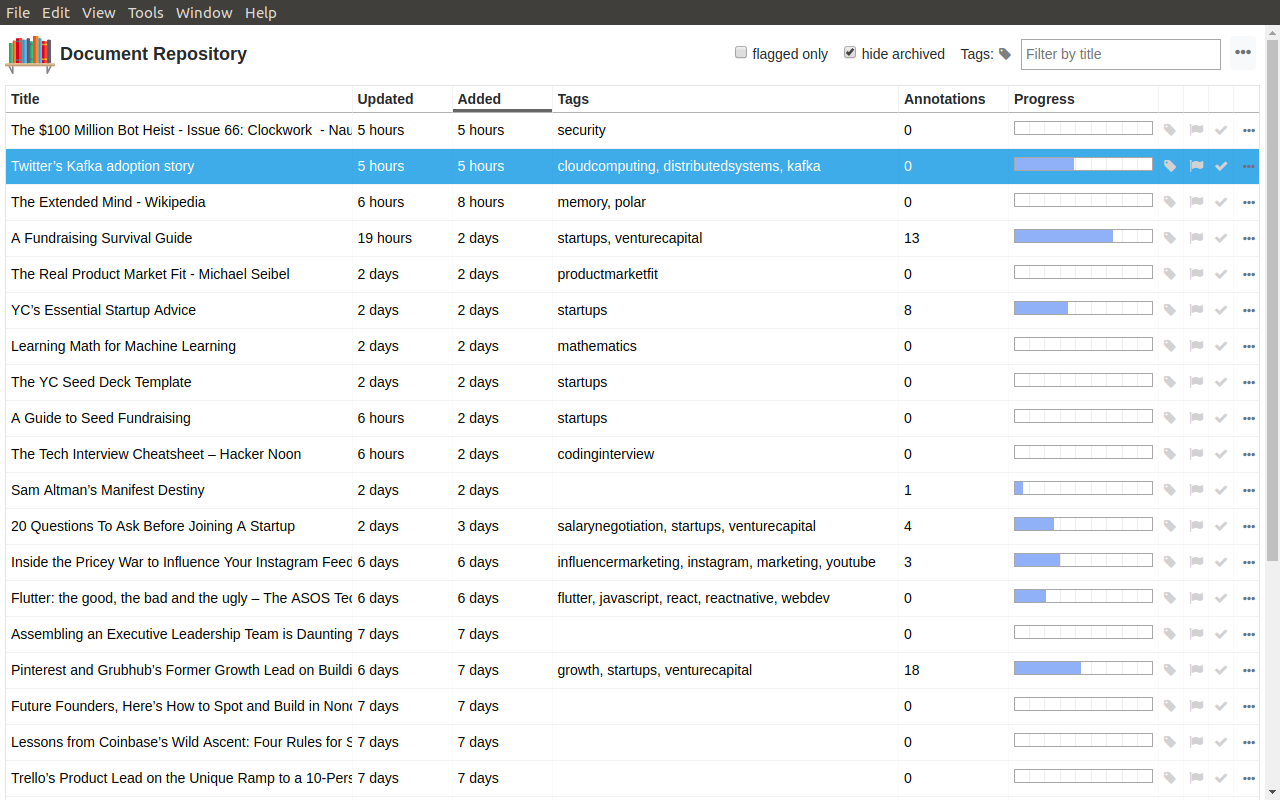 File Edit View Tools Window Help
Document Repository flagged only hide archived Tags: Filter by title
Title Updated Added Tags Annotations Progress
The $100 Million Bot Heist - Issue 66: Clockwork - Nau 5 hours 5 hours security 0
Twitter’s Kafka adoption story 5 hours 5 hours cloudcomputing, distributedsystems, kafka 0
The Extended Mind - Wikipedia 6 hours 8 hours memory, polar 0
A Fundraising Survival Guide 19 hours 2 days startups, venturecapital 13
The Real Product Market Fit - Michael Seibel 2 days 2 days productmarketfit 0
YC’s Essential Startup Advice 2 days 2 days startups 8
Learning Math for Machine Learning 2 days 2 days mathematics 0
The YC Seed Deck Template 2 days 2 days startups 0
A Guide to Seed Fundraising 6 hours 2 days startups 0
The Tech Interview Cheatsheet – Hacker Noon 6 hours 2 days codinginterview 0
Sam Altman’s Manifest Destiny 2 days 2 days 1
20 Questions To Ask Before Joining A Startup 2 days 3 days salarynegotiation, startups, venturecapital 4
Inside the Pricey War to Influence Your Instagram Feed 6 days 6 days influencermarketing, instagram, marketing, youtube 3
Flutter: the good, the bad and the ugly – The ASOS Tec 6 days 6 days flutter, javascript, react, reactnative, webdev 0
Assembling an Executive Leadership Team is Daunting 7 days 7 days 0
Pinterest and Grubhub’s Former Growth Lead on Buildi 6 days 7 days growth, startups, venturecapital 18
Future Founders, Here’s How to Spot and Build in Nonc 7 days 7 days 0
Lessons from Coinbase’s Wild Ascent: Four Rules for S 7 days 7 days 0
Trello’s Product Lead on the Unique Ramp to a 10-Pers 7 days 7 days 0